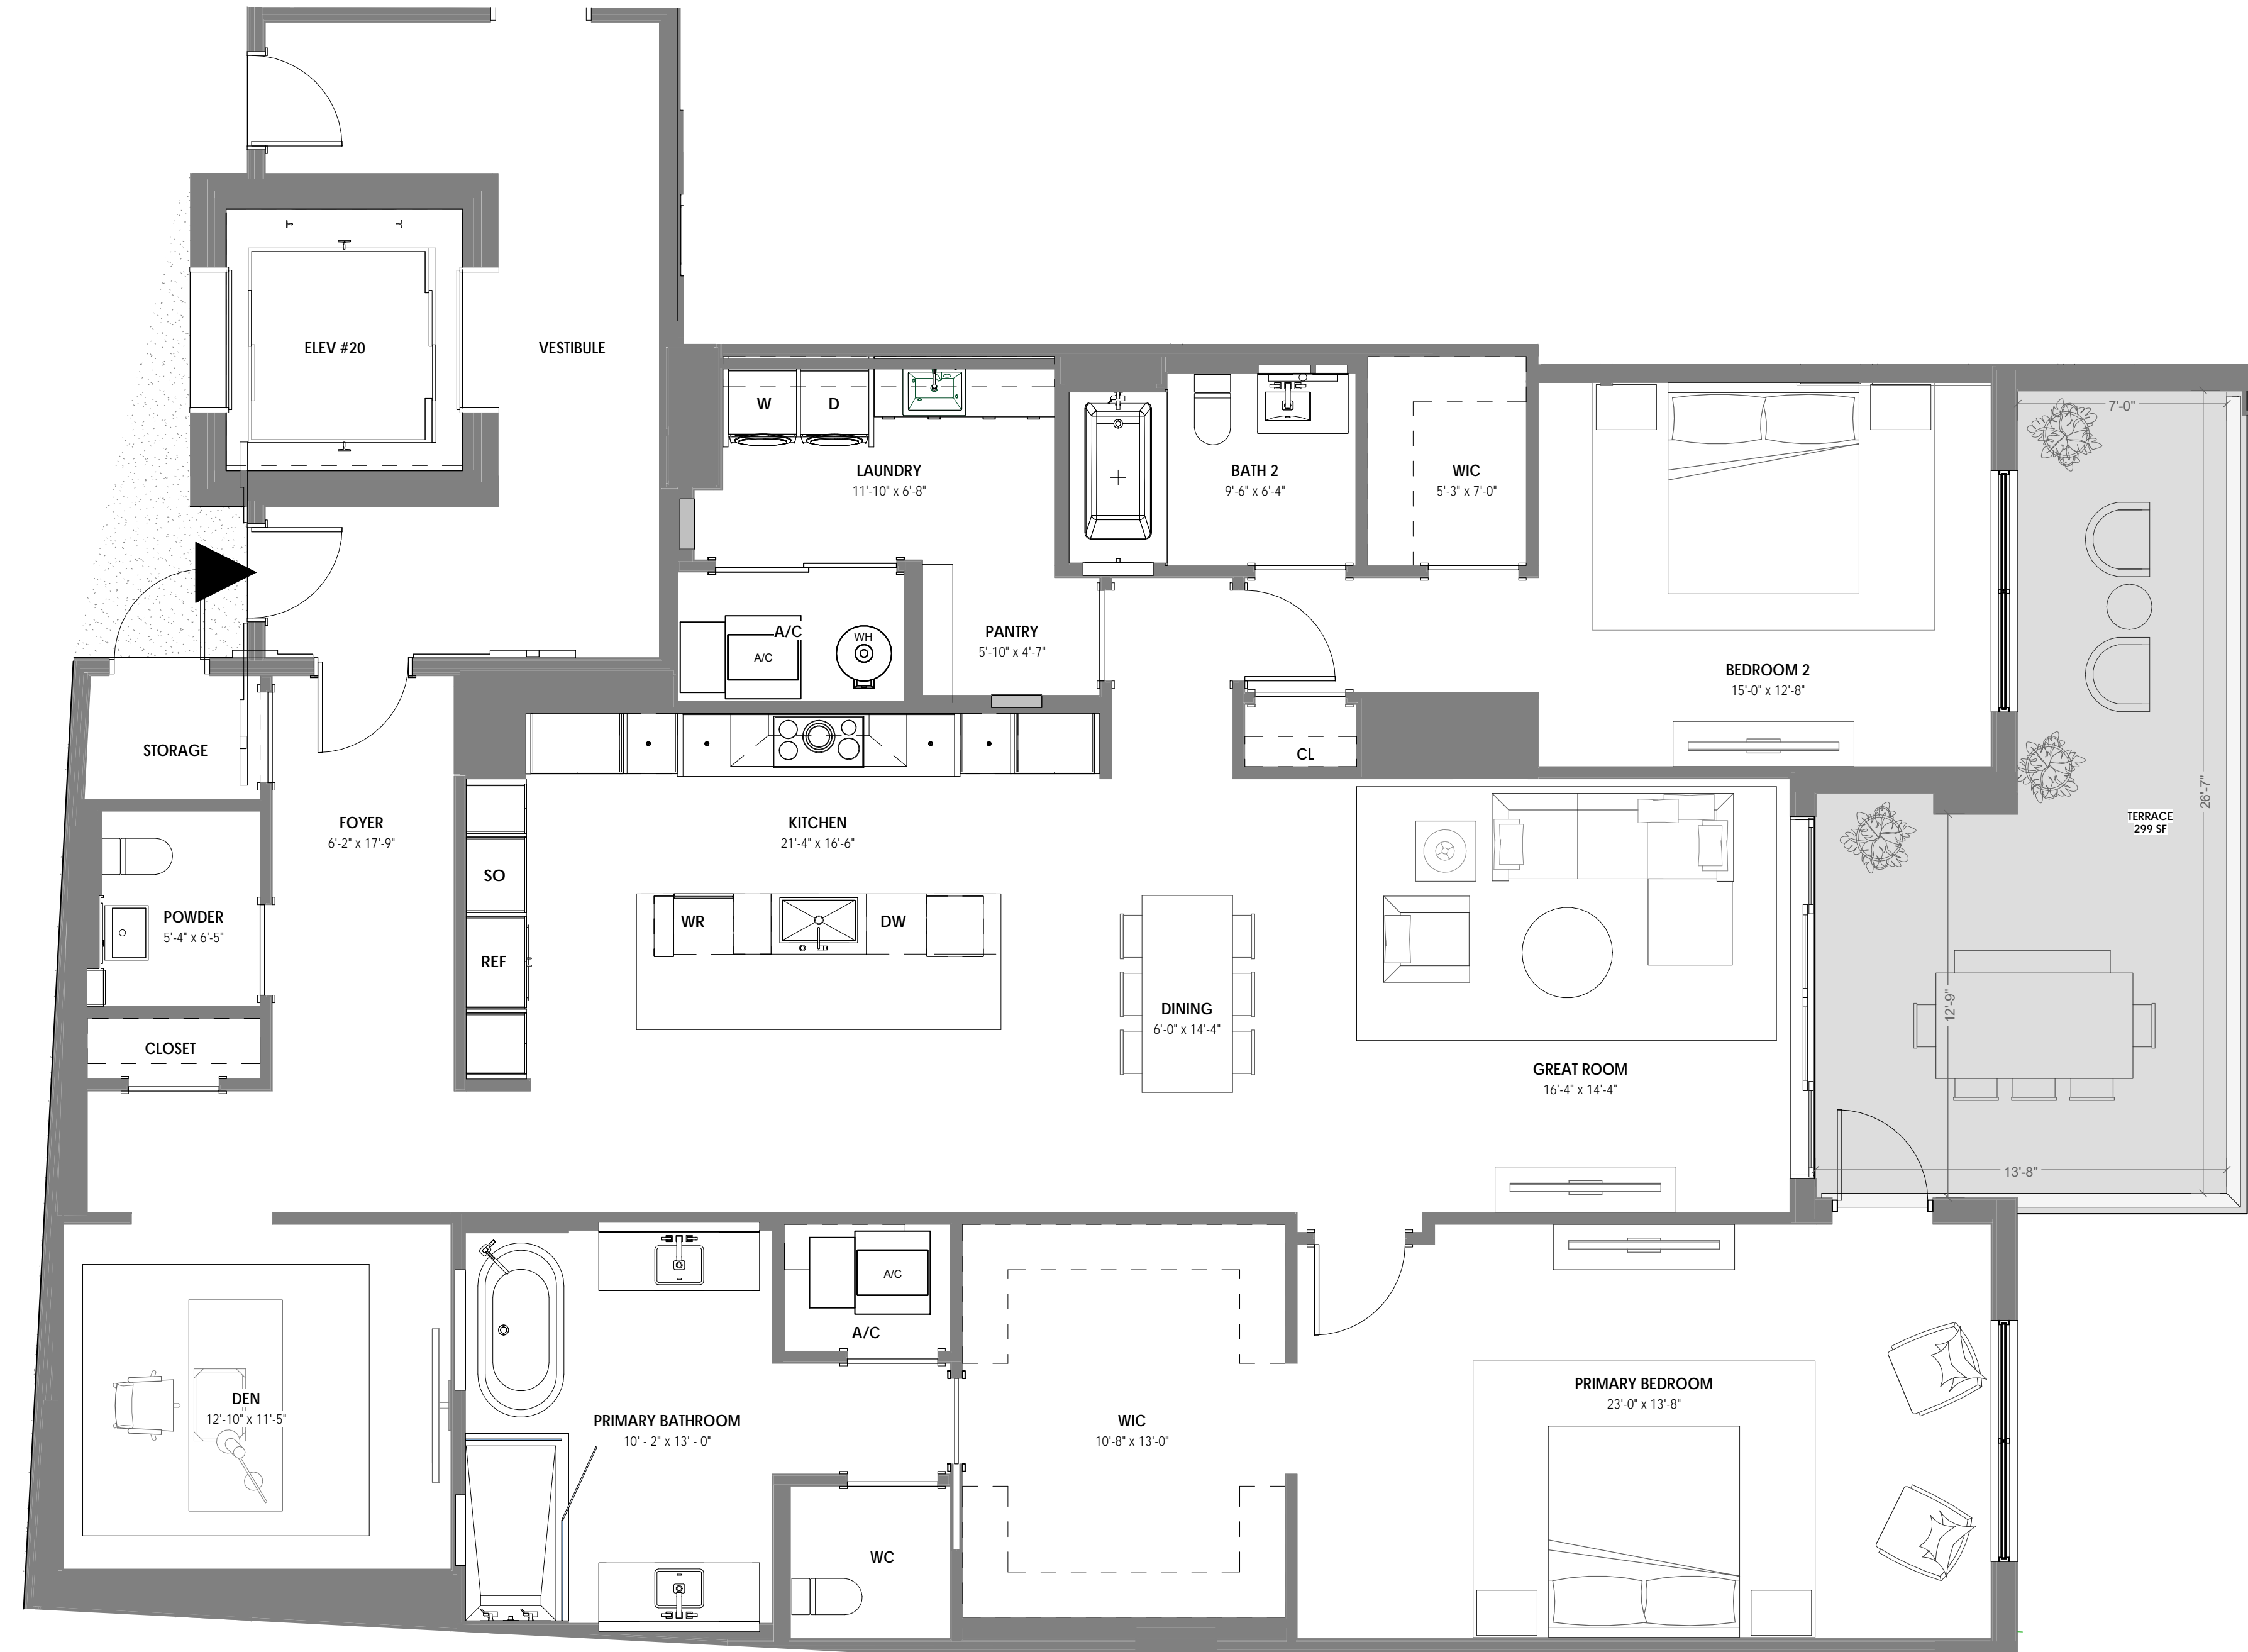 ELEV #20
VESTIBULE
W
D
LAUNDRY
11'-10" x 6'-8"
BATH 2
9'-6" x 6'-4"
WIC
5'-3" x 7'-0"
7'-0"
A/C
A/C
WH
PANTRY
5'-10" x 4'-7"
BEDROOM 2
15'-0" x 12'-8"
STORAGE
CL
FOYER
6'-2" x 17'-9"
KITCHEN
21'-4" x 16'-6"
26'-7"
TERRACE
299 SF
SO
POWDER
5'-4" x 6'-5"
WR
DW
REF
DINING
6'-0" x 14'-4"
12'-9"
CLOSET
GREAT ROOM
16'-4" x 14'-4"
13'-8"
A/C
A/C
DEN
12'-10" x 11'-5"
PRIMARY BATHROOM
10' - 2" x 13' - 0"
WIC
10'-8" x 13'-0"
PRIMARY BEDROOM
23'-0" x 13'-8"
WC